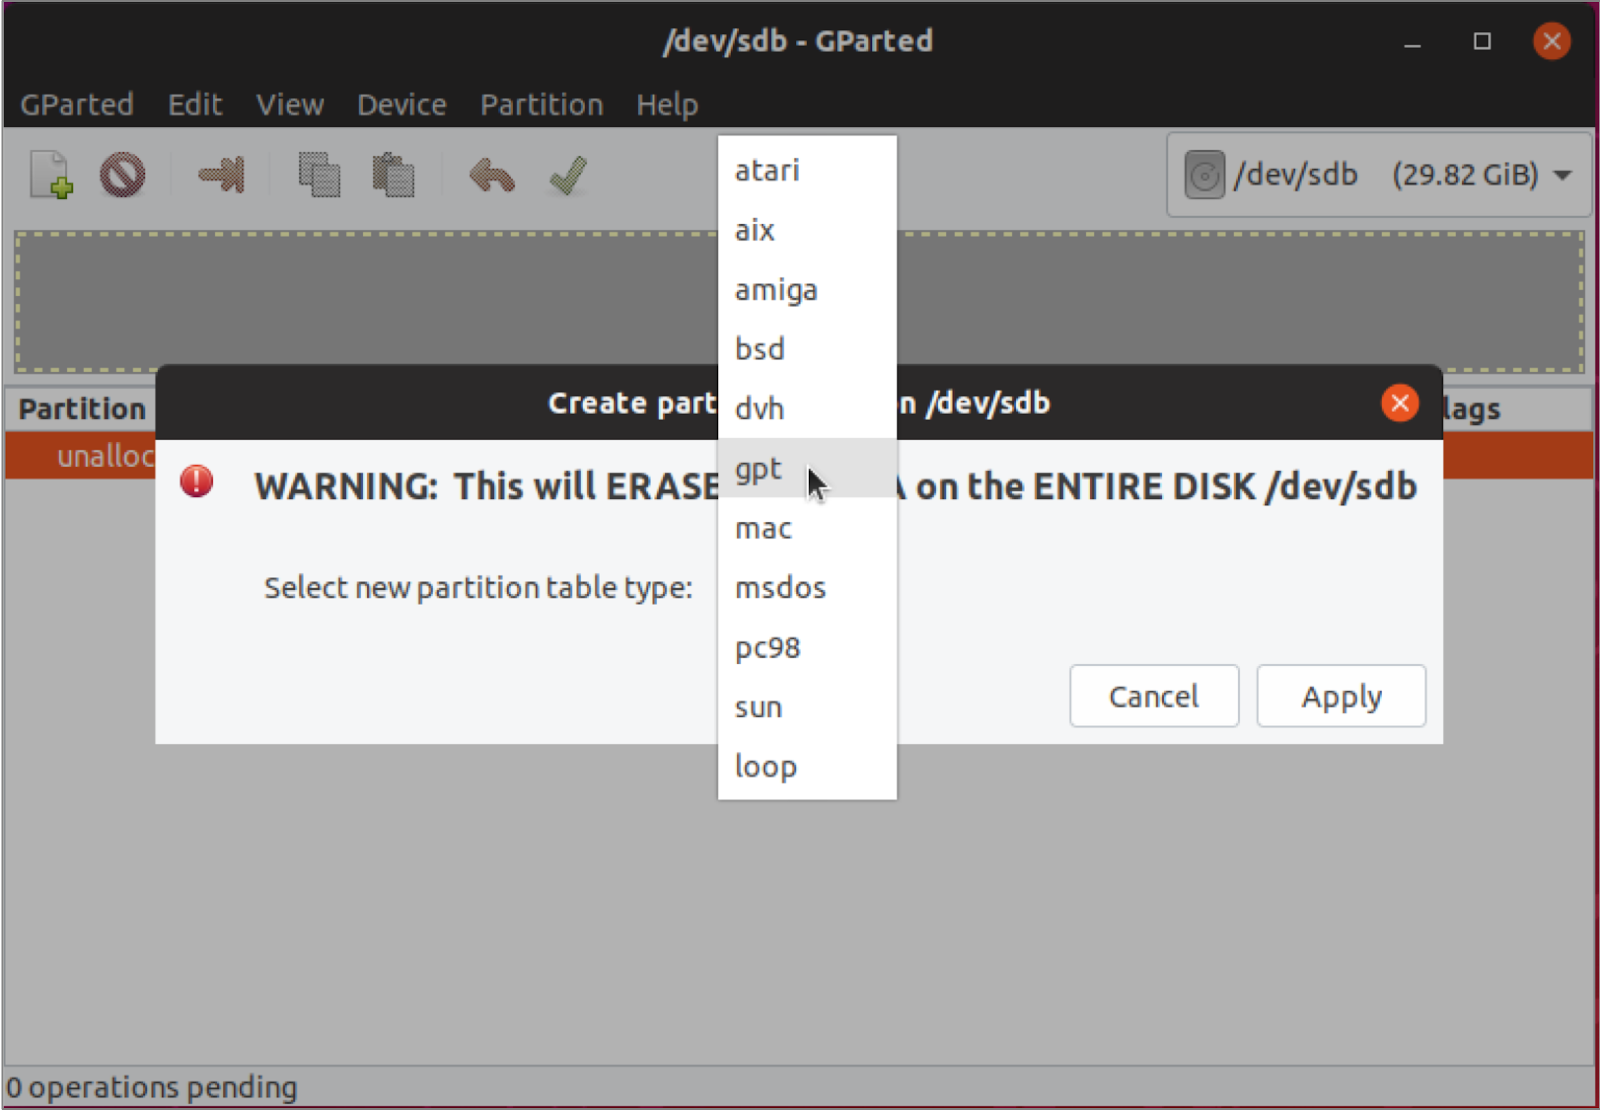 /dev/sdb - GParted
GParted Edit View Device Partition Help
/dev/sdb (29.82 GiB)
atari
aix
amiga
bsd
dvh
gpt
mac
msdos
pc98
sun
loop
Partition
unalloc
Create part n /dev/sdb
lags
WARNING: This will ERASE on the ENTIRE DISK /dev/sdb
Select new partition table type:
Cancel Apply
0 operations pending